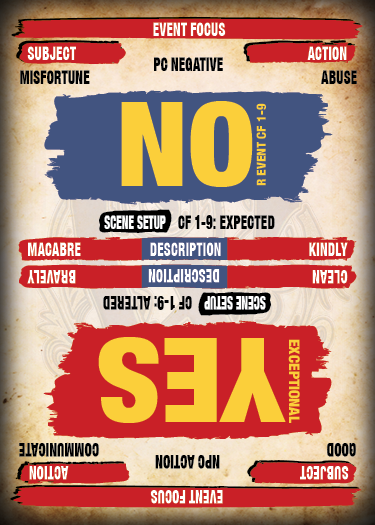 EVENT FOCUS
SUBJECT PC NEGATIVE ACTION
MISFORTUNE ABUSE
NO
R EVENT CF 1-9
SCENE SETUP CF 1-9: EXPECTED
MACABRE DESCRIPTION KINDLY
CLEAN DESCRIPTION BRAVELY
SCENE SETUP CF 1-9: ALTERED
YES
EXCEPTIONAL
GOOD COMMUNICATE
SUBJECT NPC ACTION ACTION
EVENT FOCUS